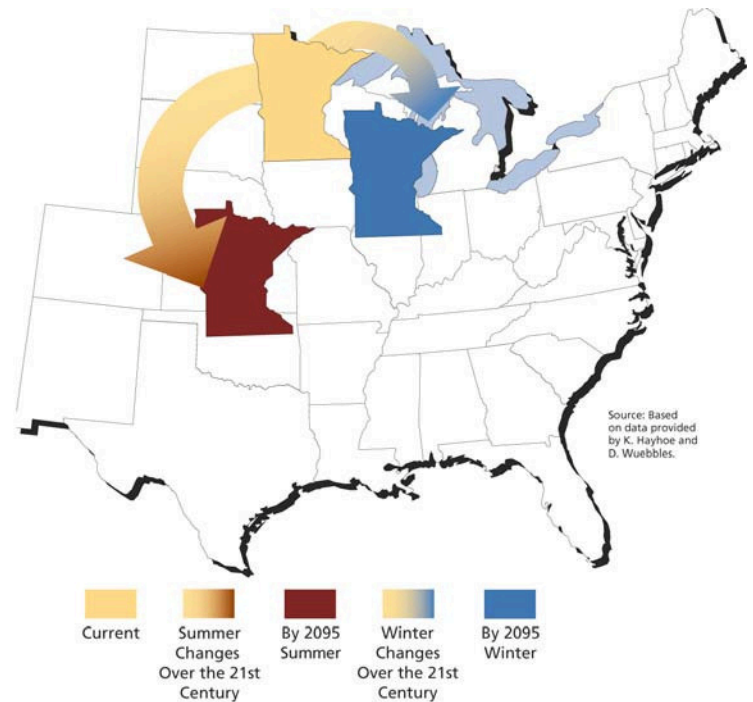 Source: Based
on data provided
by K. Hayhoe and
D. Wuebbles.
Current
Summer
Changes
Over the 21st
Century
By 2095
Summer
Winter
Changes
Over the 21st
Century
By 2095
Winter